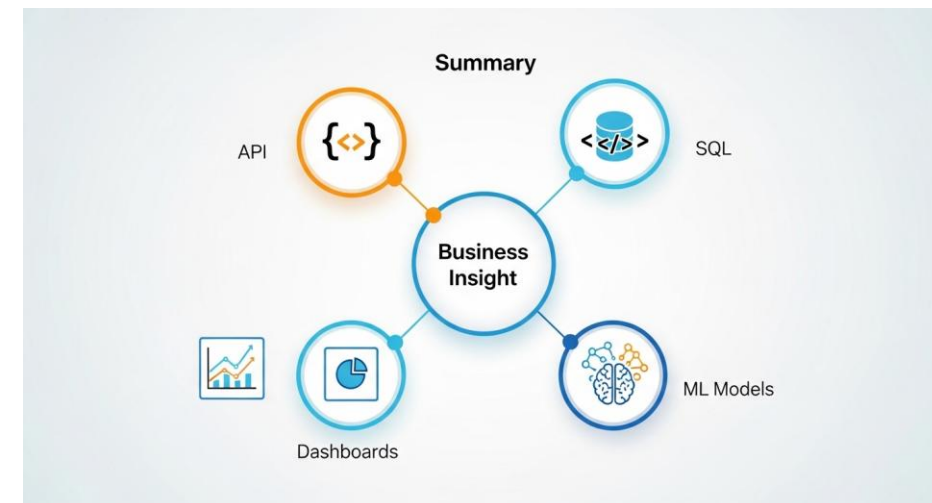 Summary
API
{<>}
<</>>
SQL
Business
Insight
Dashboards
ML Models